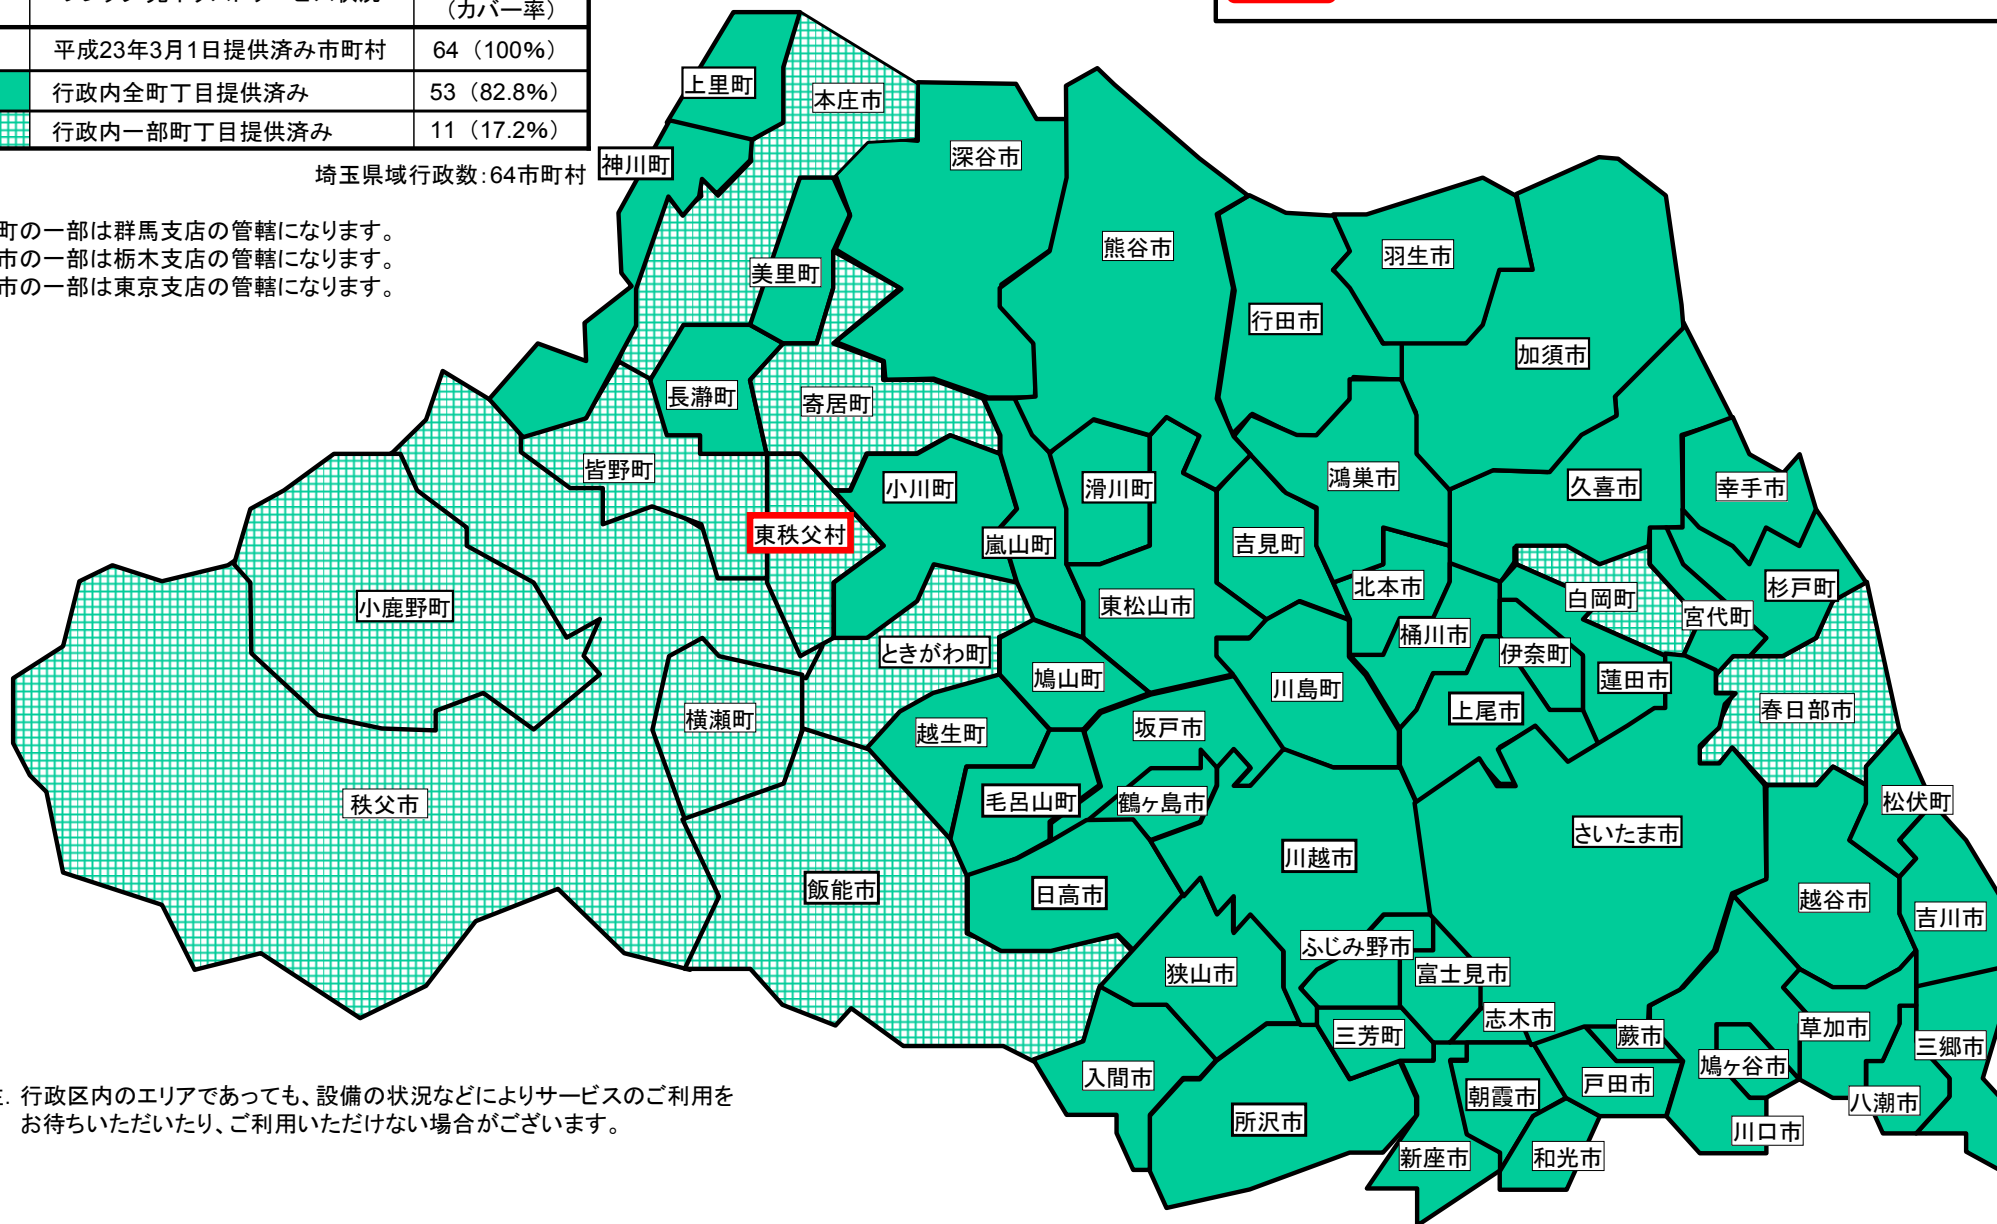 （カバー率）
平成23年3月1日提供済み市町村 64（100%）
行政内全町丁目提供済み 53（82.8%）
行政内一部町丁目提供済み 11（17.2%）
埼玉県域行政数：64市町村
町の一部は群馬支店の管轄になります。
市の一部は栃木支店の管轄になります。
市の一部は東京支店の管轄になります。
上里町
本庄市
神川町
深谷市
熊谷市
羽生市
美里町
行田市
加須市
長瀞町
寄居町
皆野町
小川町
滑川町
鴻巣市
久喜市
幸手市
東秩父村
嵐山町
吉見町
北本市
小鹿野町
東松山市
白岡町
杉戸町
宮代町
桶川市
ときがわ町
伊奈町
鳩山町
川島町
蓮田市
横瀬町
越生町
坂戸市
上尾市
春日部市
秩父市
毛呂山町
鶴ヶ島市
松伏町
さいたま市
川越市
飯能市
日高市
越谷市
吉川市
ふじみ野市
狭山市
富士見市
志木市
三芳町
蕨市
草加市
三郷市
鳩ヶ谷市
入間市
戸田市
朝霞市
八潮市
所沢市
川口市
新座市
和光市
行政区内のエリアであっても、設備の状況などによりサービスのご利用を
お待ちいただいたり、ご利用いただけない場合がございます。